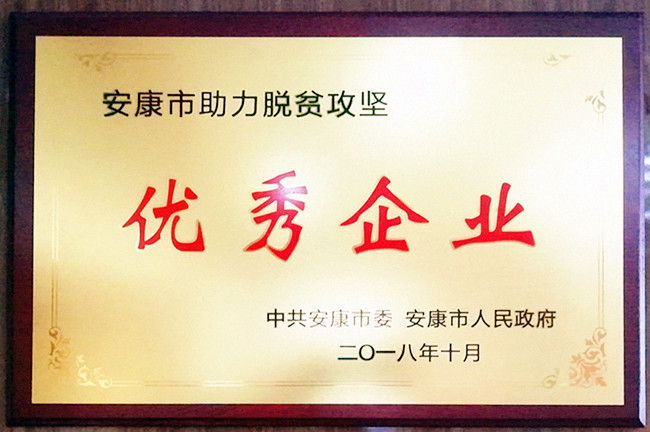 安康市助力脱贫攻坚
优秀企业
中共安康市委 安康市人民政府
二〇一八年十月